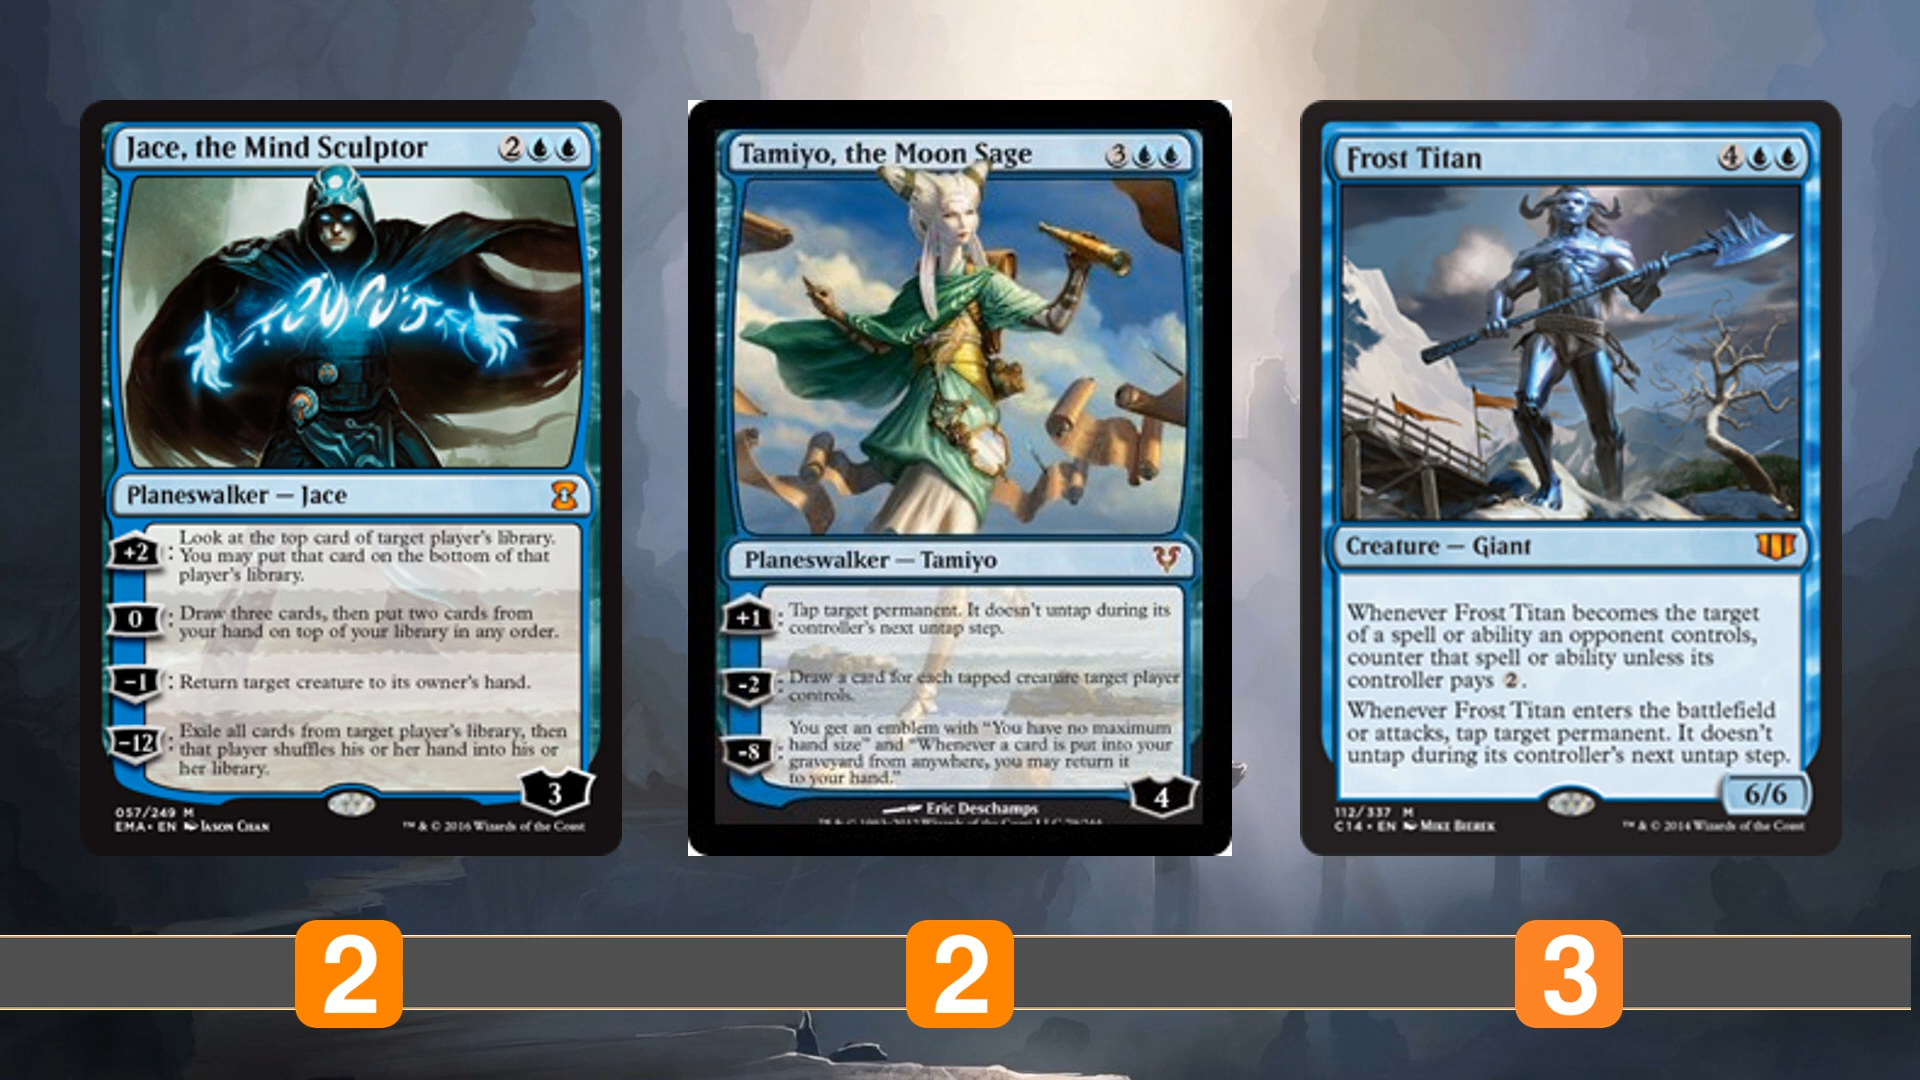 Jace, the Mind Sculptor 2
Planeswalker — Jace
+2: Look at the top card of target player's library.
You may put that card on the bottom of that
player's library.
0: Draw three cards, then put two cards from
your hand on top of your library in any order.
−1: Return target creature to its owner's hand.
−12: Exile all cards from target player's library, then
that player shuffles his or her hand into his or
her library.
3
057/249 M
EMA • EN Jason Chan
™ & © 2016 Wizards of the Coast
Tamiyo, the Moon Sage 3
Planeswalker — Tamiyo
+1: Tap target permanent. It doesn't untap during its
controller's next untap step.
-2: Draw a card for each tapped creature target player
controls.
-8: You get an emblem with "You have no maximum
hand size" and "Whenever a card is put into your
graveyard from anywhere, you may return it
to your hand."
4
Eric Deschamps
Frost Titan 4
Creature — Giant
Whenever Frost Titan becomes the target
of a spell or ability an opponent controls,
counter that spell or ability unless its
controller pays 2.
Whenever Frost Titan enters the battlefield
or attacks, tap target permanent. It doesn't
untap during its controller's next untap step.
6/6
112/337 M
C14 • EN Mike Bierek
™ & © 2014 Wizards of the Coast
2
2
3